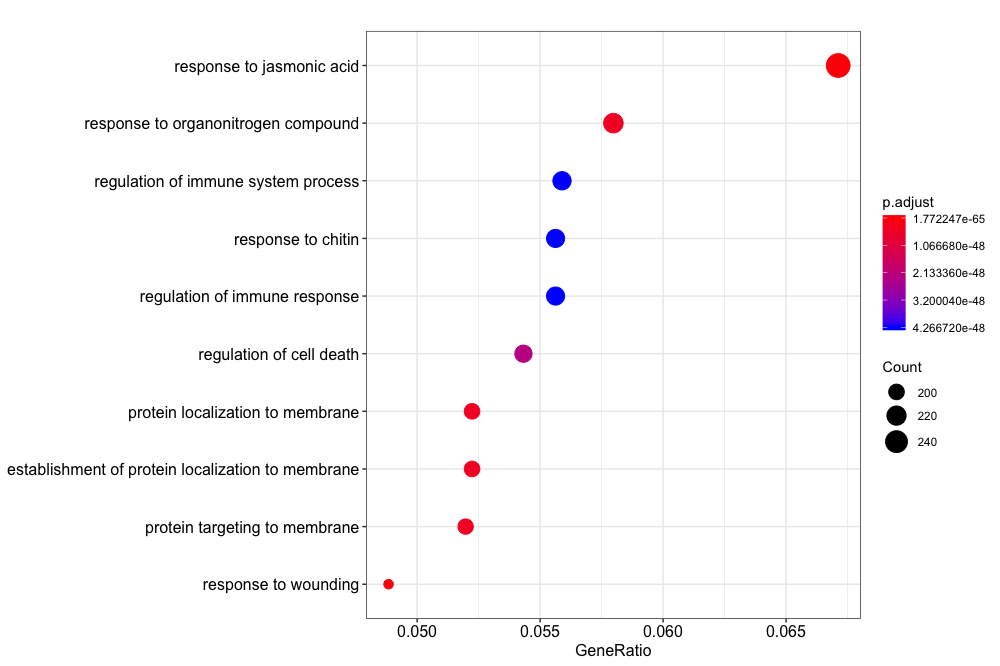 response to jasmonic acid
response to organonitrogen compound
regulation of immune system process
response to chitin
regulation of immune response
regulation of cell death
protein localization to membrane
establishment of protein localization to membrane
protein targeting to membrane
response to wounding
0.050 0.055 0.060 0.065
GeneRatio
p.adjust
1.772247e-65
1.066680e-48
2.133360e-48
3.200040e-48
4.266720e-48
Count
200
220
240